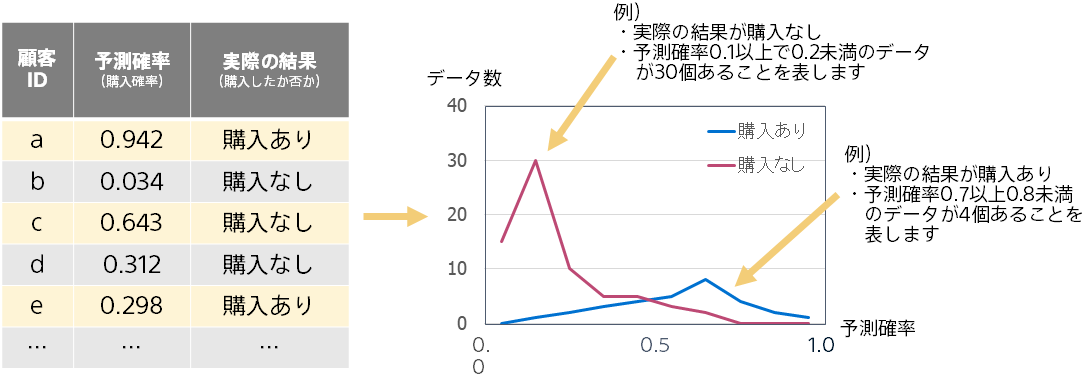 顧客
ID
予測確率
(購入確率)
実際の結果
(購入したか否か)
a 0.942 購入あり
b 0.034 購入なし
c 0.643 購入なし
d 0.312 購入なし
e 0.298 購入あり
… … …
例)
・実際の結果が購入なし
・予測確率0.1以上で0.2未満のデータ
が30個あることを表します
データ数
40
30
20
10
0
0.
0
0.5
1.0
予測確率
購入あり
購入なし
例)
・実際の結果が購入あり
・予測確率0.7以上0.8未満
のデータが4個あることを
表します